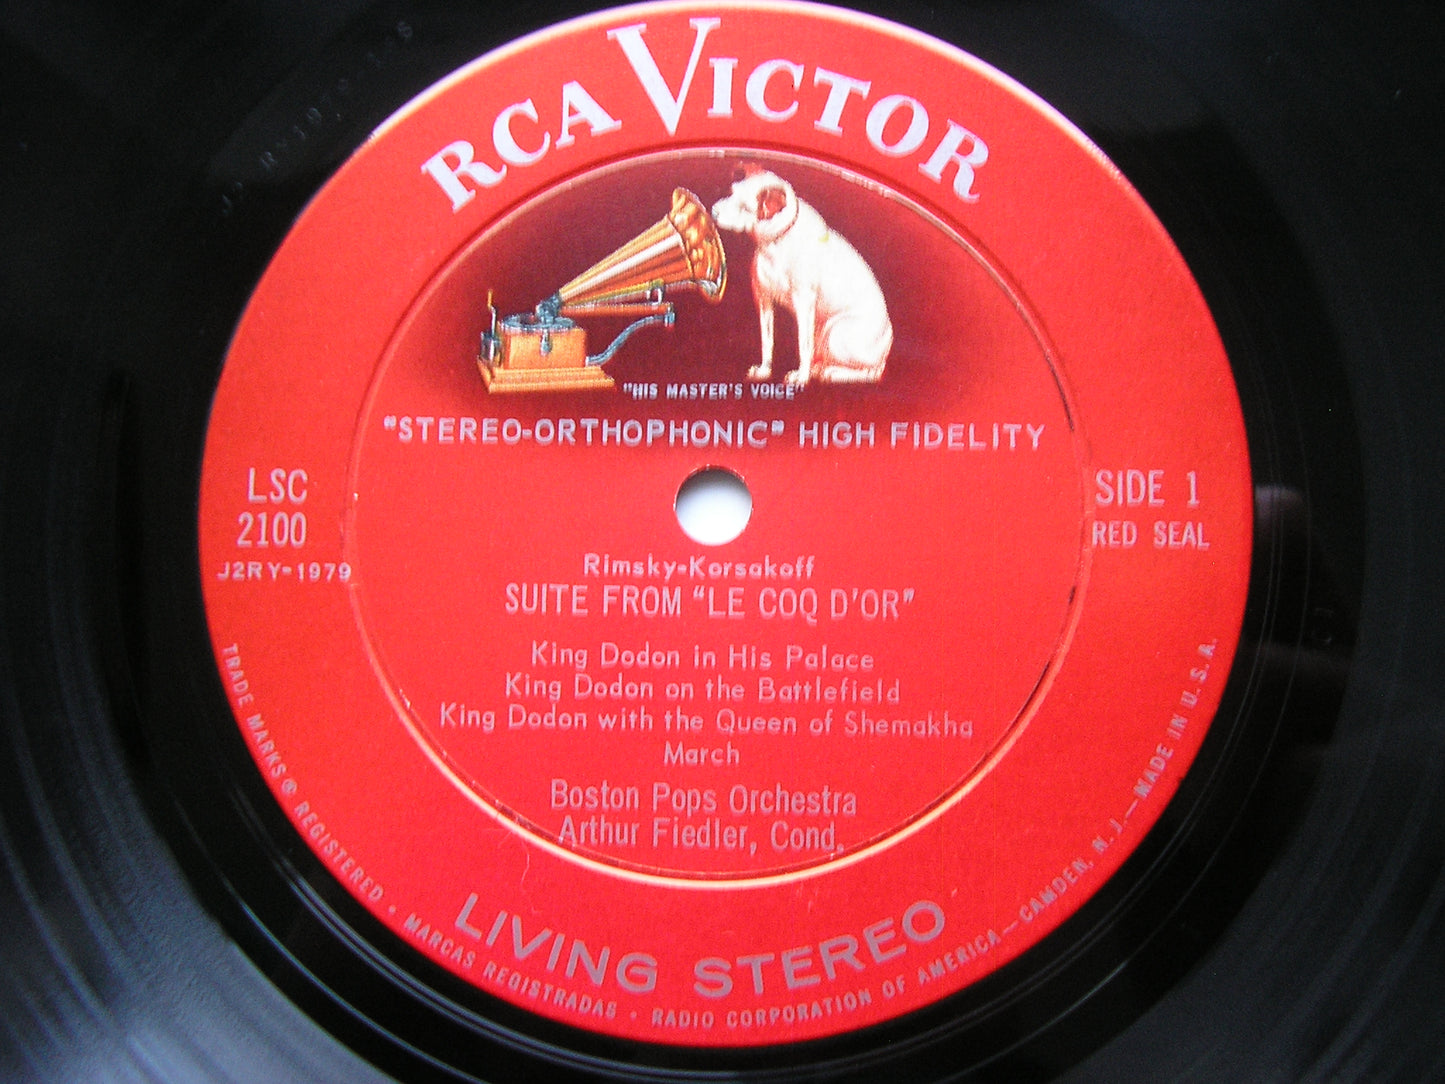 RCA VICTOR
"HIS MASTER'S VOICE"
"STEREO-ORTHOPHONIC" HIGH FIDELITY
LSC
2100
J2RY-1979
SIDE 1
RED SEAL
Rimsky-Korsakoff
SUITE FROM "LE COQ D'OR"
King Dodon in His Palace
King Dodon on the Battlefield
King Dodon with the Queen of Shemakha
March
Boston Pops Orchestra
Arthur Fiedler, Cond.
LIVING STEREO
TRADE MARKS ® REGISTERED • MARCAS REGISTRADAS • RADIO CORPORATION OF AMERICA—CAMDEN, N. J.—MADE IN U.S.A.